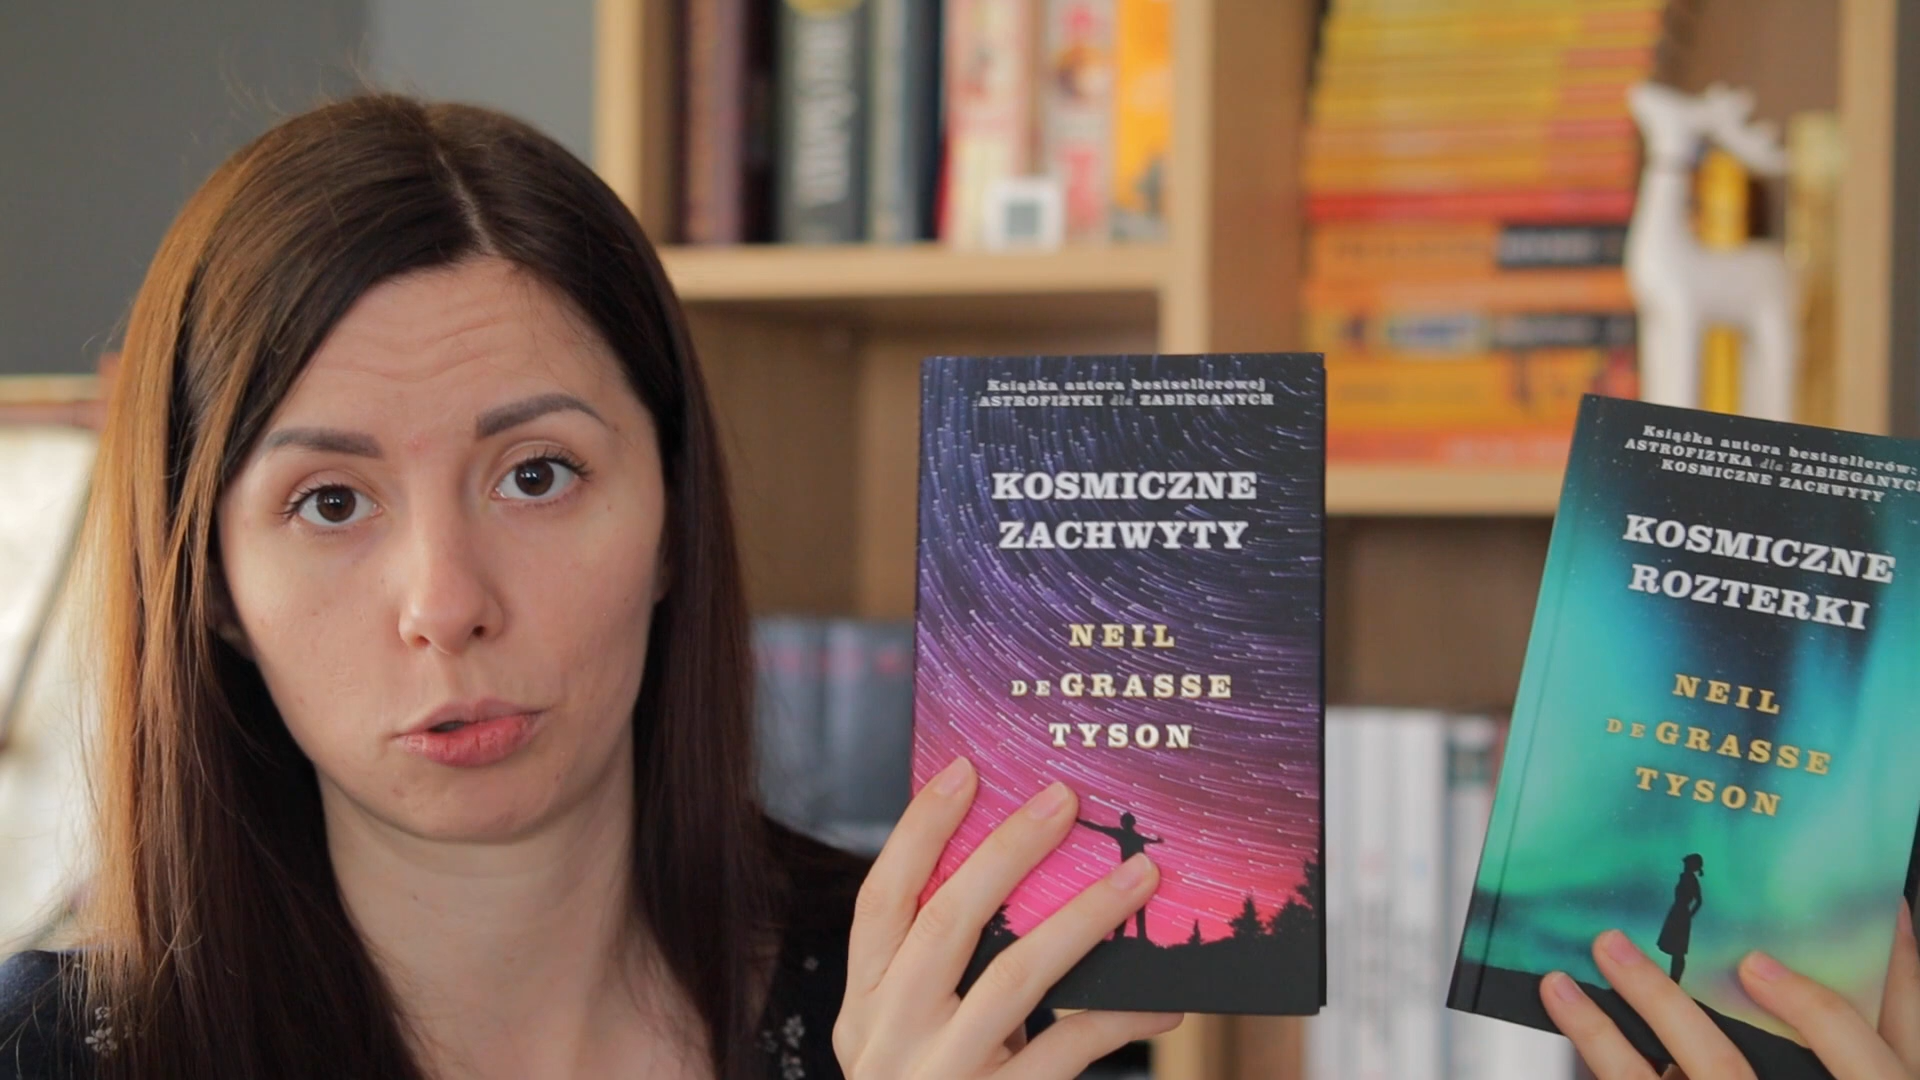 Książka autora bestsellerowej
ASTROFIZYKI dla ZABIEGANYCH
KOSMICZNE
ZACHWYTY
NEIL
DE GRASSE
TYSON
Książka autora bestsellerów:
ASTROFIZYKA dla ZABIEGANYCH
KOSMICZNE ZACHWYTY
KOSMICZNE
ROZTERKI
NEIL
DE GRASSE
TYSON